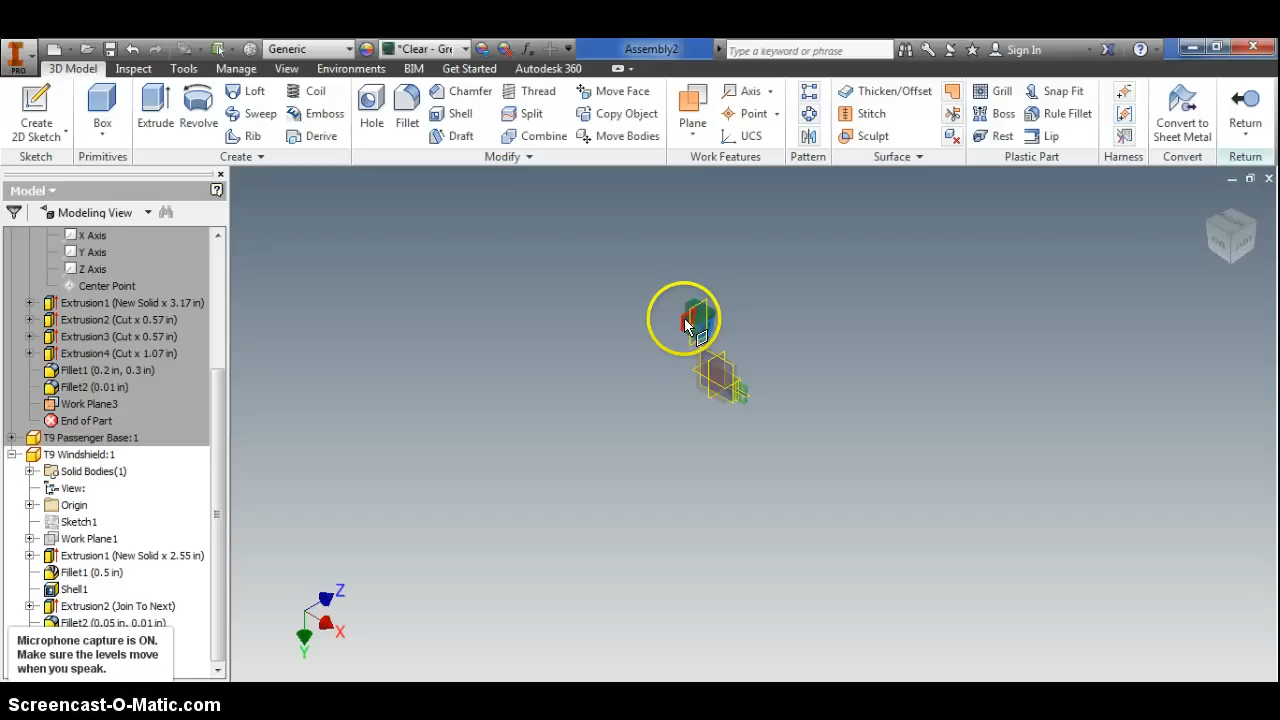 PRO
Generic
*Clear - Gre
Assembly2
Type a keyword or phrase
Sign In
3D Model
Inspect
Tools
Manage
View
Environments
BIM
Get Started
Autodesk 360
Create
2D Sketch
Box
Extrude
Revolve
Loft
Sweep
Rib
Coil
Emboss
Derive
Hole
Fillet
Chamfer
Shell
Draft
Thread
Split
Combine
Move Face
Copy Object
Move Bodies
Plane
Axis
Point
UCS
Thicken/Offset
Stitch
Sculpt
Grill
Boss
Rest
Snap Fit
Rule Fillet
Lip
Convert to
Sheet Metal
Return
Sketch
Primitives
Create
Modify
Work Features
Pattern
Surface
Plastic Part
Harness
Convert
Return
Model
Modeling View
X Axis
Y Axis
Z Axis
Center Point
Extrusion1 (New Solid x 3.17 in)
Extrusion2 (Cut x 0.57 in)
Extrusion3 (Cut x 0.57 in)
Extrusion4 (Cut x 1.07 in)
Fillet1 (0.2 in, 0.3 in)
Fillet2 (0.01 in)
Work Plane3
End of Part
T9 Passenger Base:1
T9 Windshield:1
Solid Bodies(1)
View:
Origin
Sketch1
Work Plane1
Extrusion1 (New Solid x 2.55 in)
Fillet1 (0.5 in)
Shell1
Extrusion2 (Join To Next)
Fillet2 (0.05 in, 0.01 in)
Microphone capture is ON.
Make sure the levels move
when you speak.
Z
X
Y
Screencast-O-Matic.com